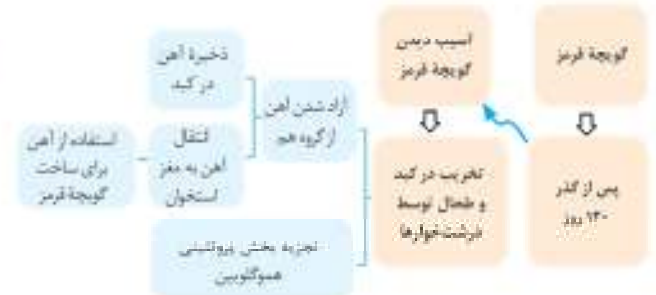 گویچهٔ قرمز
پس از گذر
۱۲۰ روز
آسیب دیدن
گویچهٔ قرمز
تخریب در کبد
و طحال توسط
درشت‌خوارها
آزاد شدن آهن
از گروه هم
ذخیرهٔ آهن
در کبد
انتقال
آهن به مغز
استخوان
استفاده از آهن
برای ساخت
گویچهٔ قرمز
تجزیه بخش پروتئینی
هموگلوبین